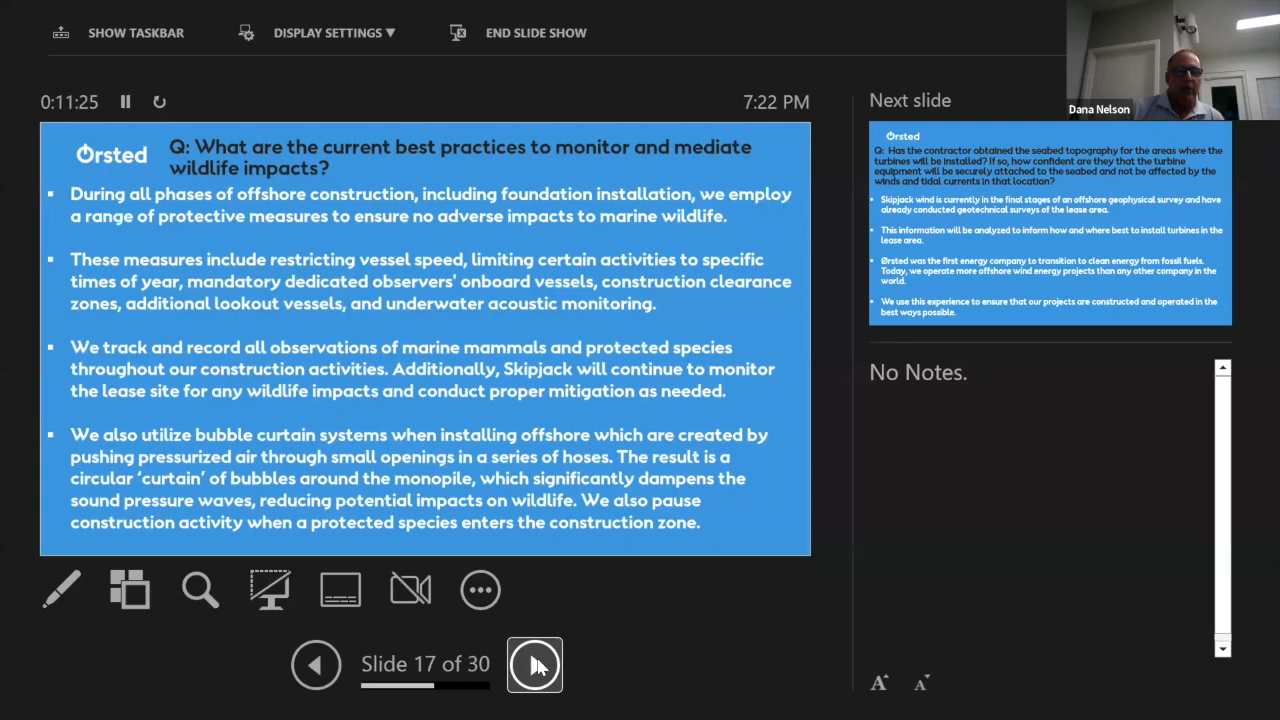 SHOW TASKBAR
DISPLAY SETTINGS ▼
END SLIDE SHOW
Dana Nelson
0:11:25
7:22 PM
Ørsted
Q: What are the current best practices to monitor and mediate
wildlife impacts?
▪ During all phases of offshore construction, including foundation installation, we employ
a range of protective measures to ensure no adverse impacts to marine wildlife.
▪ These measures include restricting vessel speed, limiting certain activities to specific
times of year, mandatory dedicated observers' onboard vessels, construction clearance
zones, additional lookout vessels, and underwater acoustic monitoring.
▪ We track and record all observations of marine mammals and protected species
throughout our construction activities. Additionally, Skipjack will continue to monitor
the lease site for any wildlife impacts and conduct proper mitigation as needed.
▪ We also utilize bubble curtain systems when installing offshore which are created by
pushing pressurized air through small openings in a series of hoses. The result is a
circular ‘curtain’ of bubbles around the monopile, which significantly dampens the
sound pressure waves, reducing potential impacts on wildlife. We also pause
construction activity when a protected species enters the construction zone.
Slide 17 of 30
Next slide
Ørsted
Q: Has the contractor obtained the seabed topography for the areas where the
turbines will be installed? If so, how confident are they that the turbine
equipment will be securely attached to the seabed and not be affected by the
winds and tidal currents in that location?
▪ Skipjack wind is currently in the final stages of an offshore geophysical survey and have
already conducted geotechnical surveys of the lease area.
▪ This information will be analyzed to inform how and where best to install turbines in the
lease area.
▪ Ørsted was the first energy company to transition to clean energy from fossil fuels.
Today, we operate more offshore wind energy projects than any other company in the
world.
▪ We use this experience to ensure that our projects are constructed and operated in the
best ways possible.
No Notes.
A A